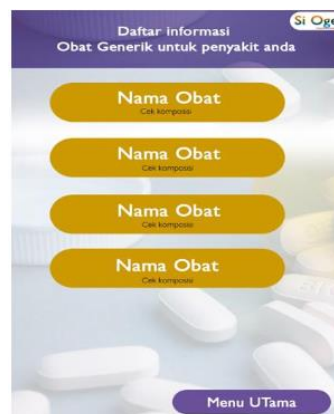 Si Oge
Daftar informasi
Obat Generik untuk penyakit anda
Nama Obat
Cek komposisi
Nama Obat
Cek komposisi
Nama Obat
Cek komposisi
Nama Obat
Cek komposisi
Menu UTama